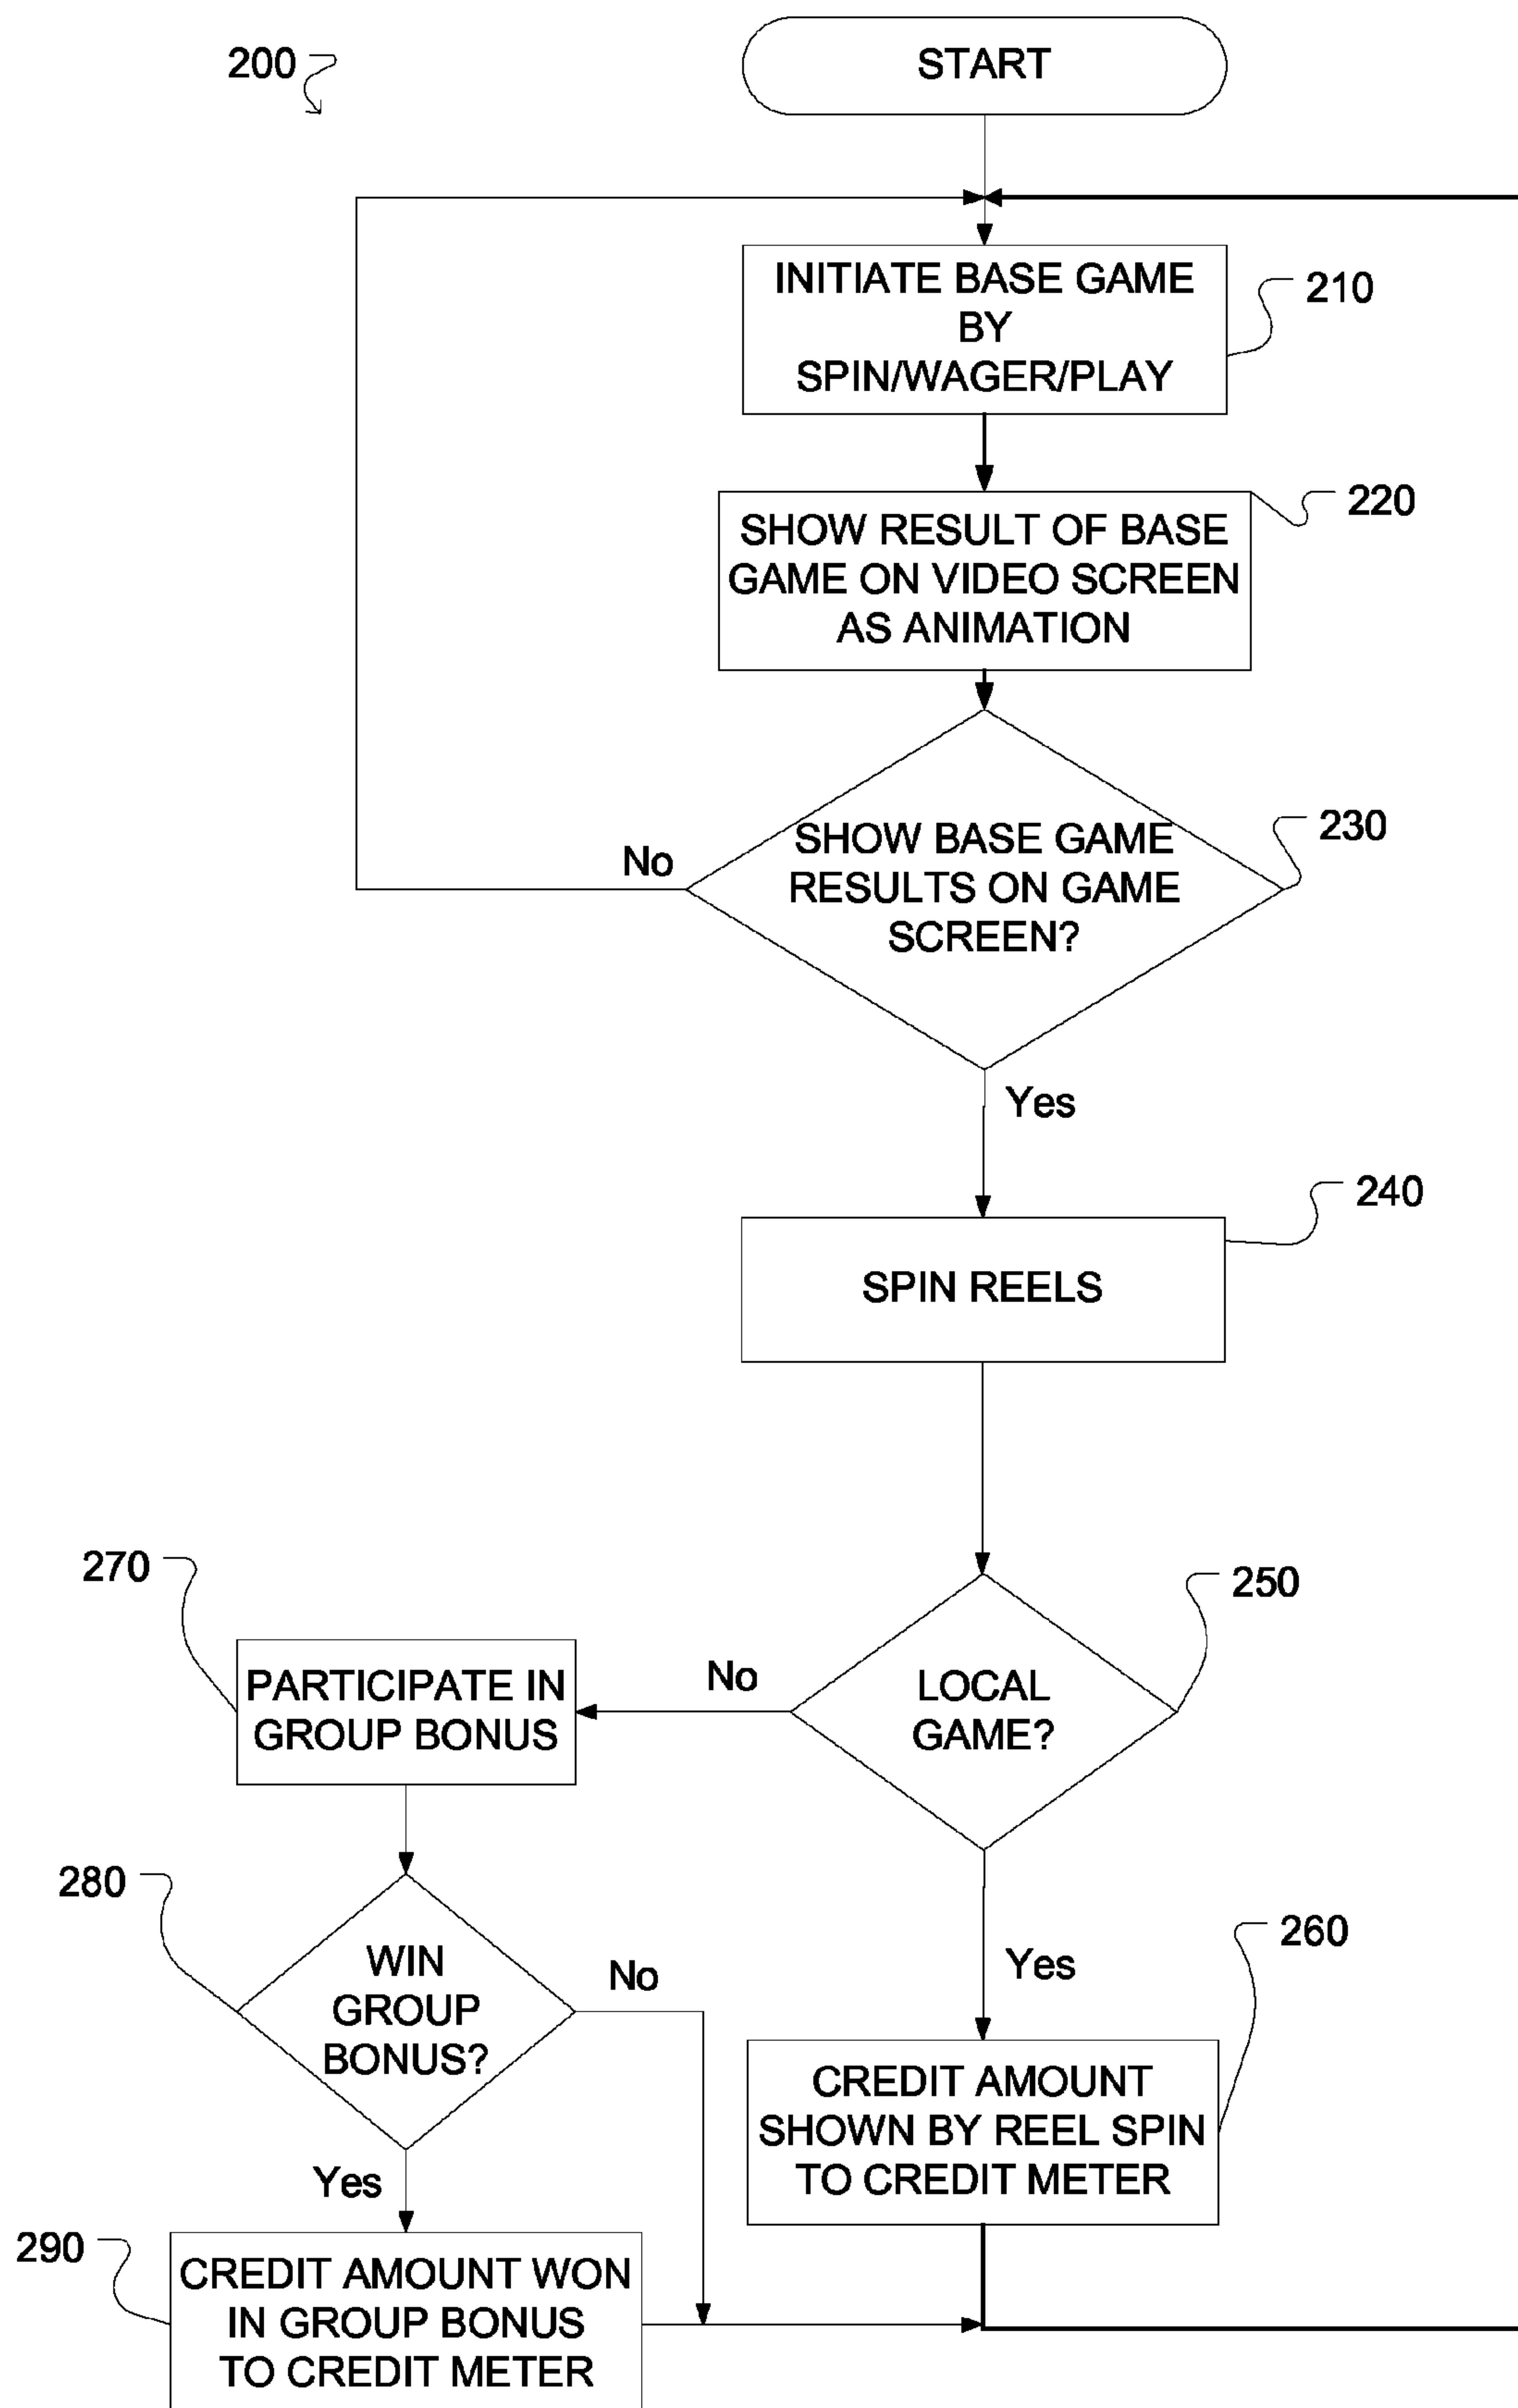 200
START
INITIATE BASE GAME
BY
SPIN/WAGER/PLAY
210
SHOW RESULT OF BASE
GAME ON VIDEO SCREEN
AS ANIMATION
220
SHOW BASE GAME
RESULTS ON GAME
SCREEN?
230
No
Yes
SPIN REELS
240
LOCAL
GAME?
250
No
Yes
270
PARTICIPATE IN
GROUP BONUS
280
WIN
GROUP
BONUS?
No
Yes
CREDIT AMOUNT
SHOWN BY REEL SPIN
TO CREDIT METER
260
290
CREDIT AMOUNT WON
IN GROUP BONUS
TO CREDIT METER